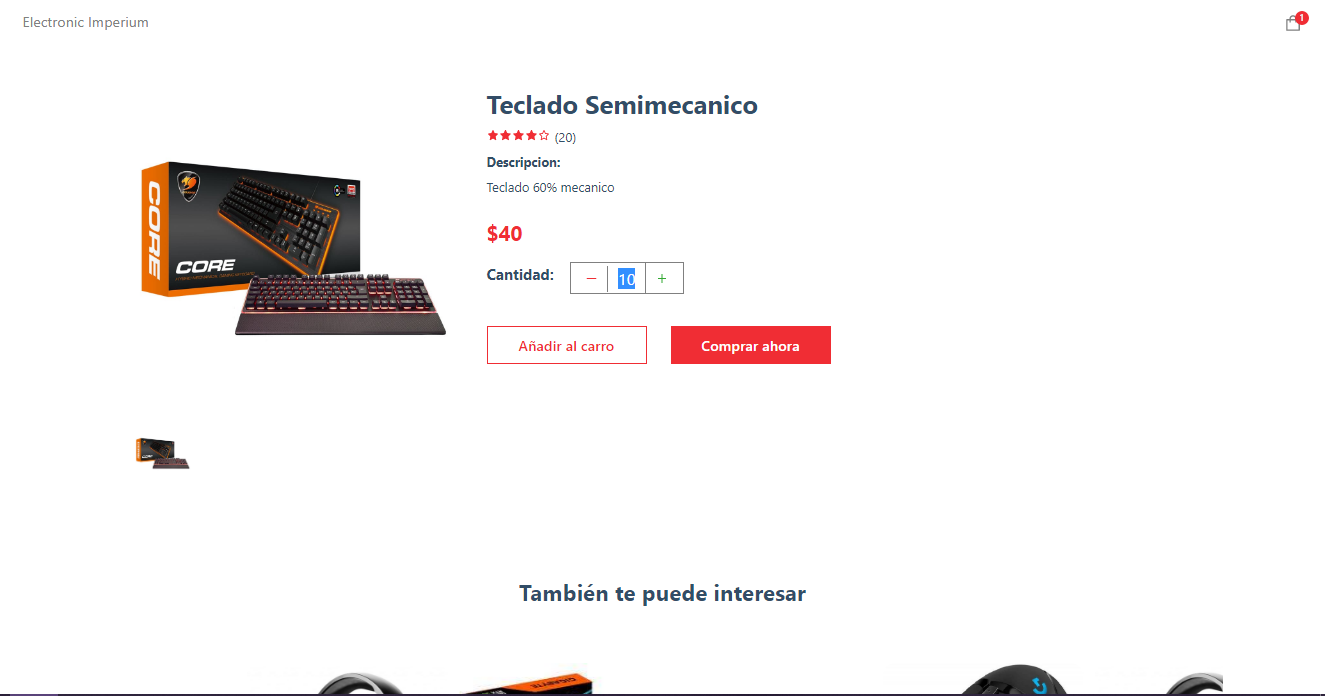 Electronic Imperium
1
Teclado Semimecanico
(20)
Descripcion:
Teclado 60% mecanico
$40
Cantidad:
− 10 +
Añadir al carro
Comprar ahora
CORE
CORE
También te puede interesar
GIGABYTE